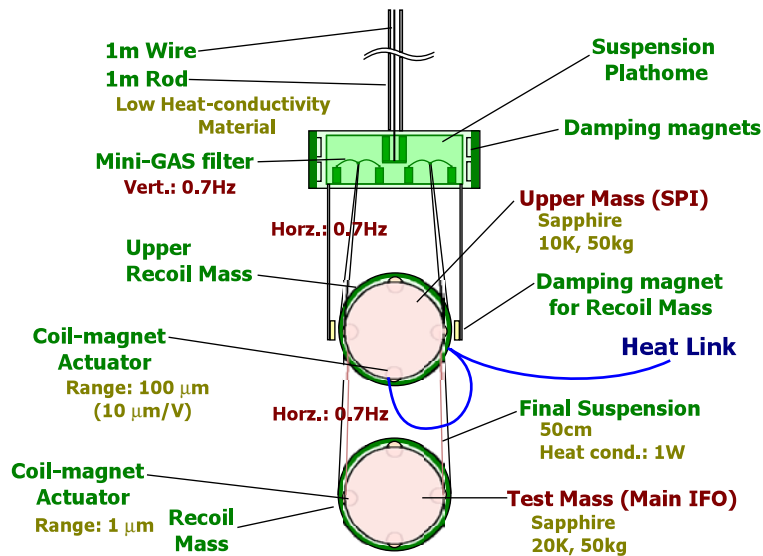 1m Wire
1m Rod
Low Heat-conductivity
Material
Suspension
Plathome
Damping magnets
Mini-GAS filter
Vert.: 0.7Hz
Upper Mass (SPI)
Sapphire
10K, 50kg
Horz.: 0.7Hz
Upper
Recoil Mass
Damping magnet
for Recoil Mass
Coil-magnet
Actuator
Range: 100 μm
(10 μm/V)
Heat Link
Horz.: 0.7Hz
Final Suspension
50cm
Heat cond.: 1W
Coil-magnet
Actuator
Range: 1 μm
Recoil
Mass
Test Mass (Main IFO)
Sapphire
20K, 50kg